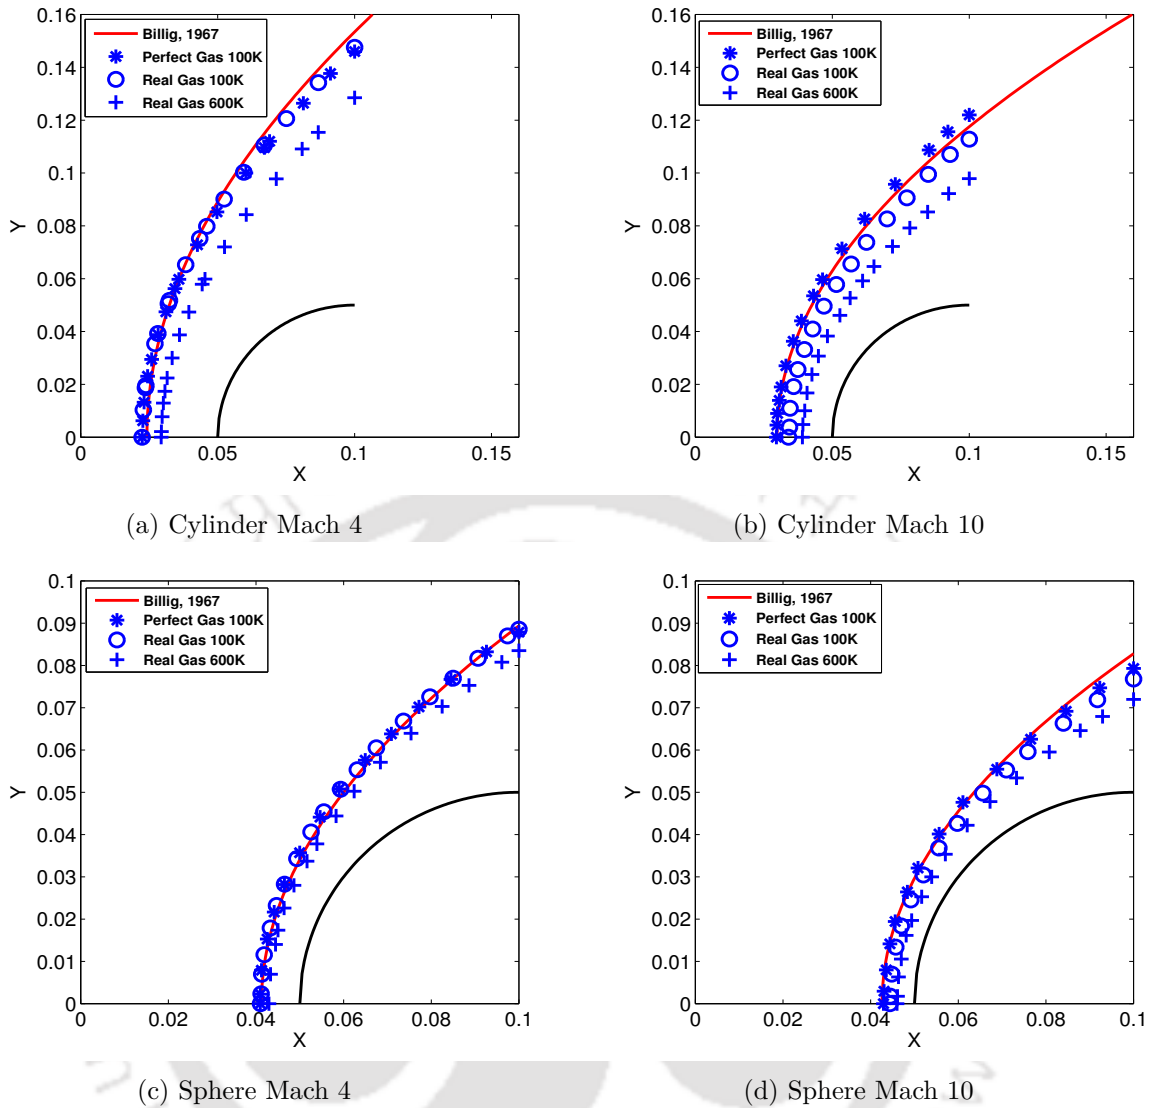 0.16
0.14
0.12
0.1
0.08
0.06
0.04
0.02
0
Y
Billig, 1967
Perfect Gas 100K
Real Gas 100K
Real Gas 600K
0 0.05 0.1 0.15
X
(a) Cylinder Mach 4
0.16
0.14
0.12
0.1
0.08
0.06
0.04
0.02
0
Y
Billig, 1967
Perfect Gas 100K
Real Gas 100K
Real Gas 600K
0 0.05 0.1 0.15
X
(b) Cylinder Mach 10
0.1
0.09
0.08
0.07
0.06
0.05
0.04
0.03
0.02
0.01
0
Y
Billig, 1967
Perfect Gas 100K
Real Gas 100K
Real Gas 600K
0 0.02 0.04 0.06 0.08 0.1
X
(c) Sphere Mach 4
0.1
0.09
0.08
0.07
0.06
0.05
0.04
0.03
0.02
0.01
0
Y
Billig, 1967
Perfect Gas 100K
Real Gas 100K
Real Gas 600K
0 0.02 0.04 0.06 0.08 0.1
X
(d) Sphere Mach 10